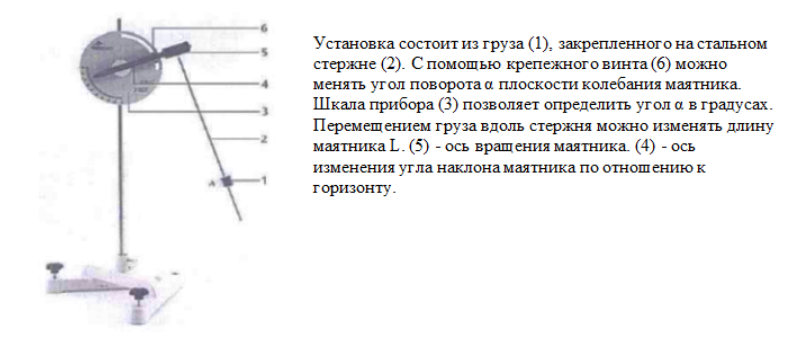 6
5
4
3
2
1
Установка состоит из груза (1), закрепленного на стальном
стержне (2). С помощью крепежного винта (6) можно
менять угол поворота α плоскости колебания маятника.
Шкала прибора (3) позволяет определить угол α в градусах.
Перемещением груза вдоль стержня можно изменять длину
маятника L. (5) - ось вращения маятника. (4) - ось
изменения угла наклона маятника по отношению к
горизонту.